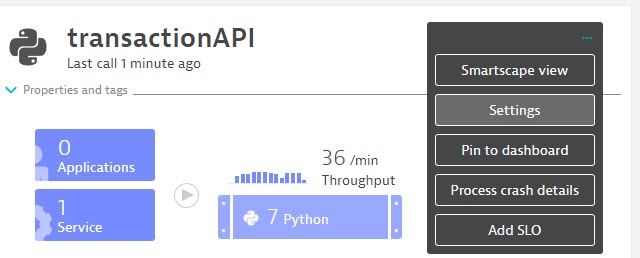 transactionAPI
Last call 1 minute ago
Properties and tags
0
Applications
1
Service
36 /min
Throughput
7 Python
...
Smartscape view
Settings
Pin to dashboard
Process crash details
Add SLO